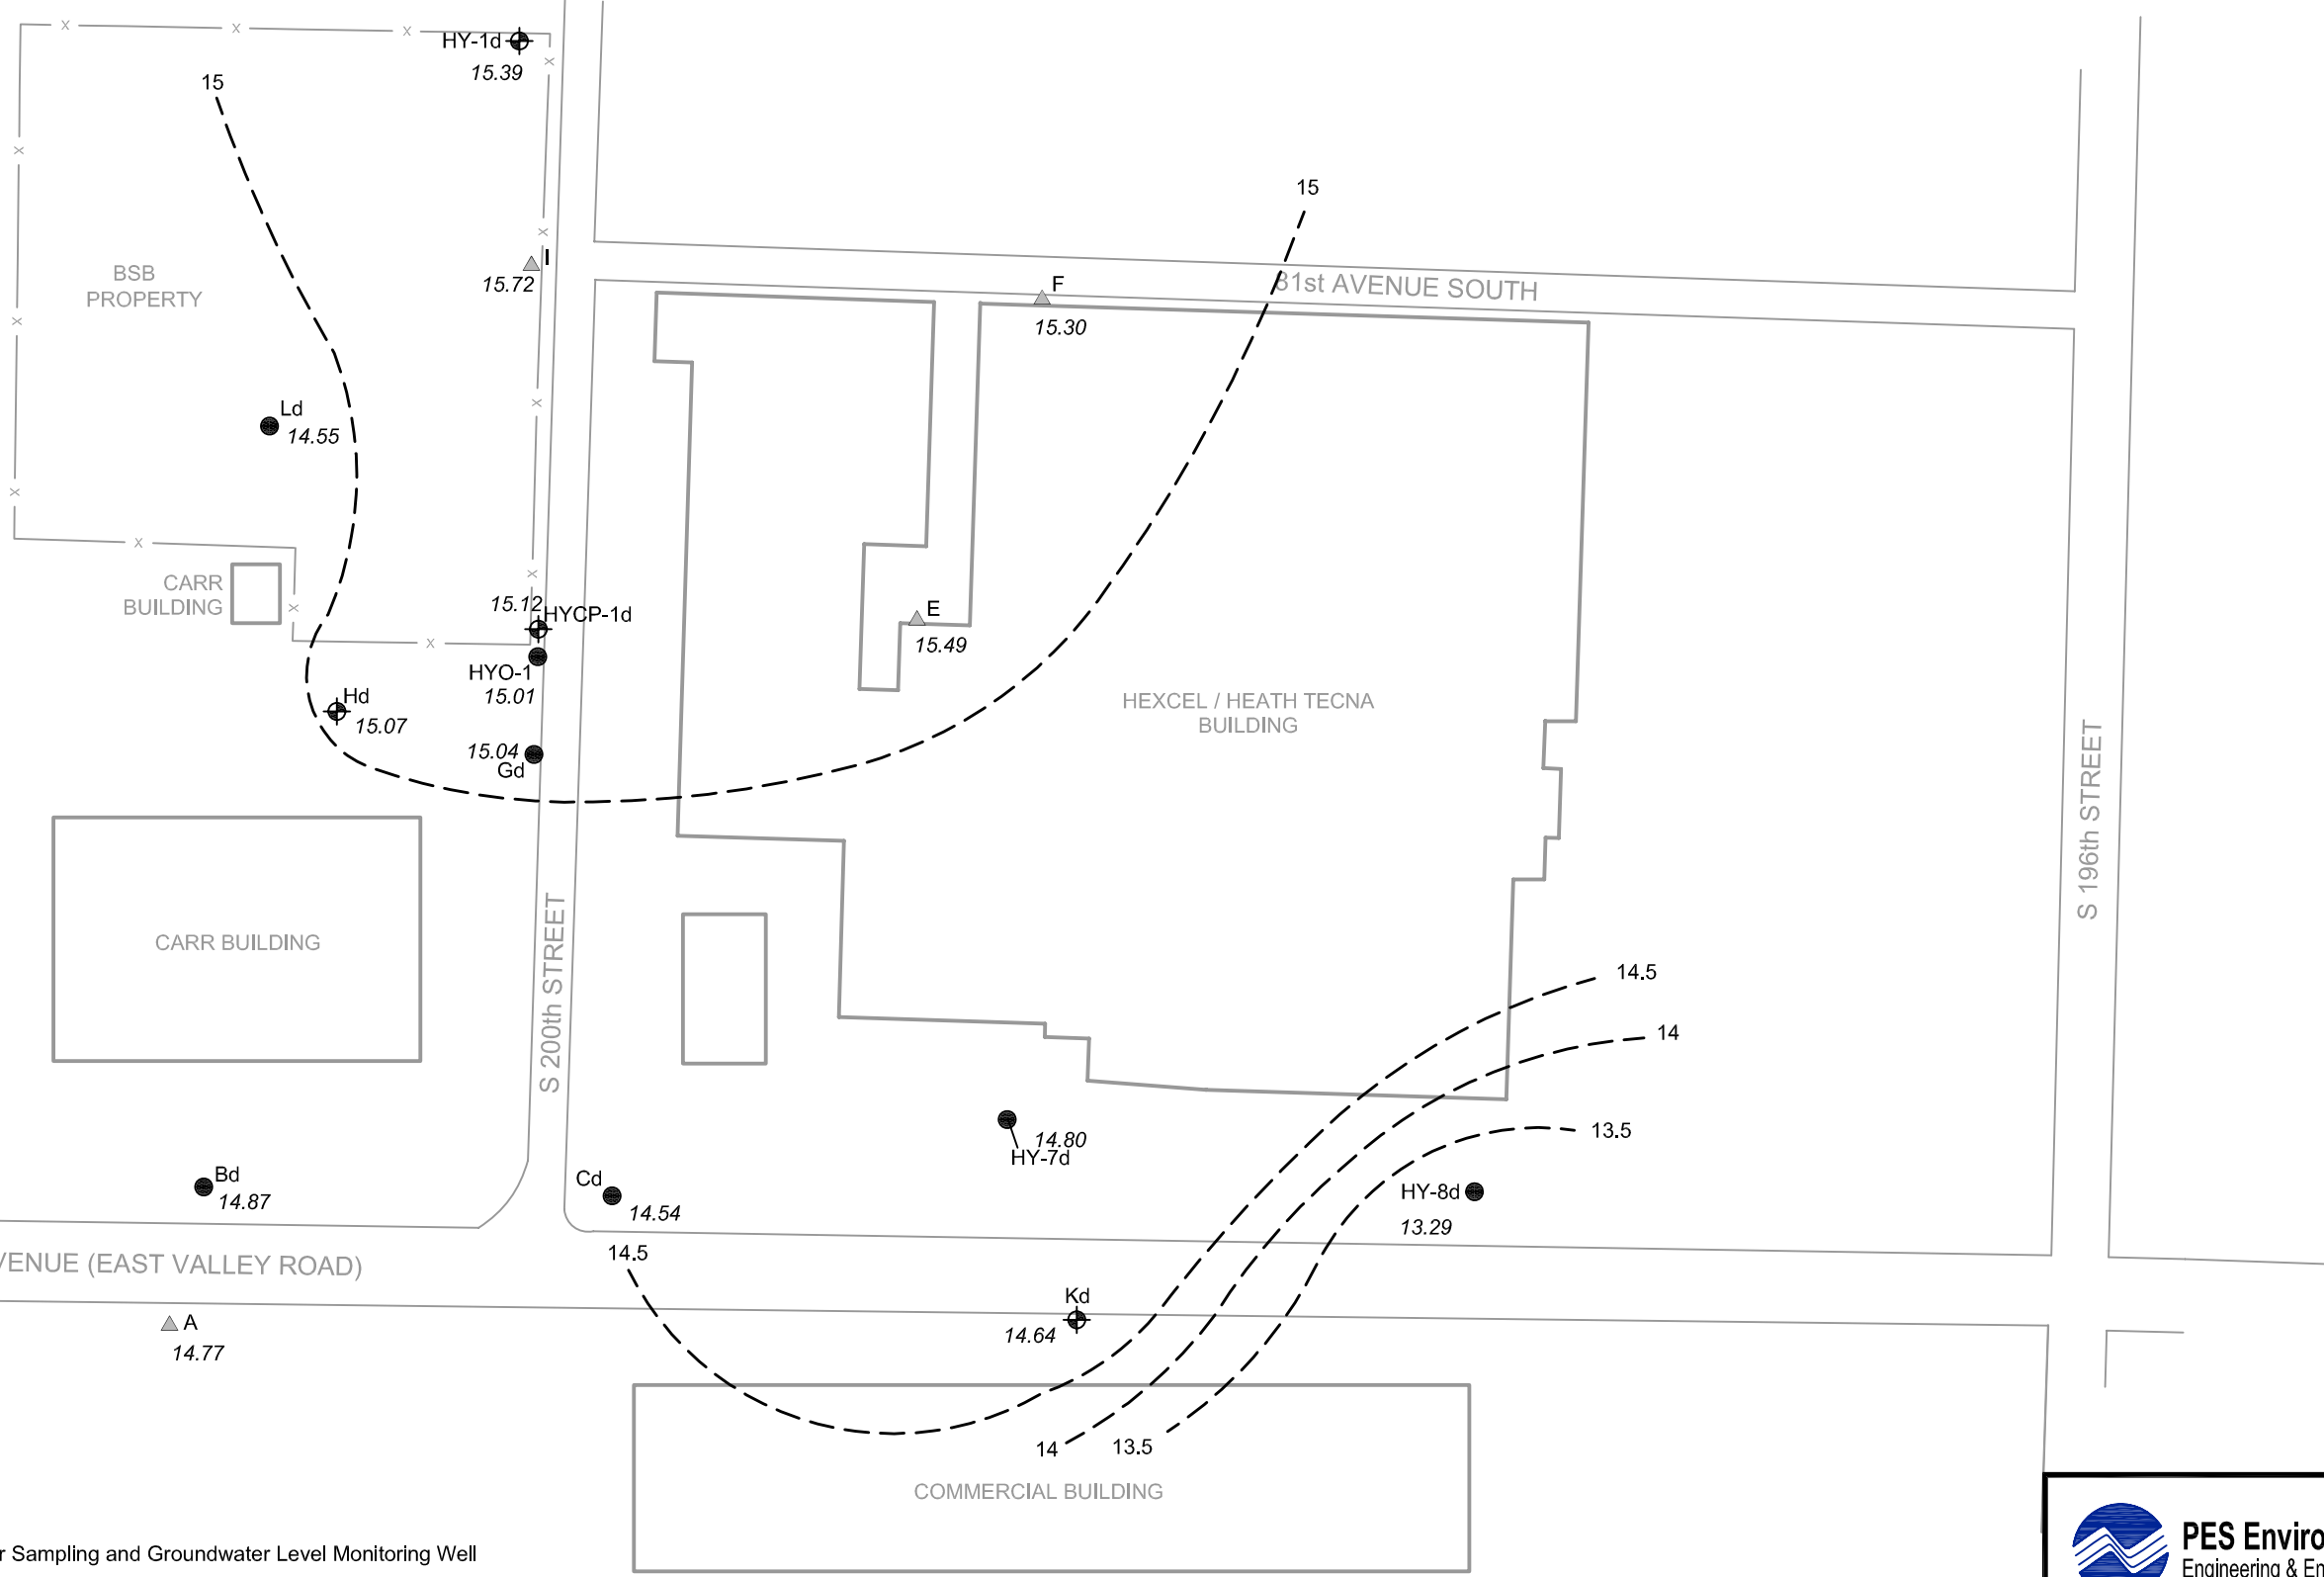 HY-1d
15.39
15
15
BSB
PROPERTY
I
15.72
F
15.30
81st AVENUE SOUTH
Ld
14.55
CARR
BUILDING
15.12
HYCP-1d
HYO-1
15.01
E
15.49
Hd
15.07
15.04
Gd
HEXCEL / HEATH TECNA
BUILDING
S 196th STREET
CARR BUILDING
S 200th STREET
14.5
14
13.5
14.80
HY-7d
Bd
14.87
Cd
14.54
HY-8d
13.29
14.5
VENUE (EAST VALLEY ROAD)
A
14.77
Kd
14.64
14
13.5
COMMERCIAL BUILDING
r Sampling and Groundwater Level Monitoring Well
PES Enviro
Engineering & En